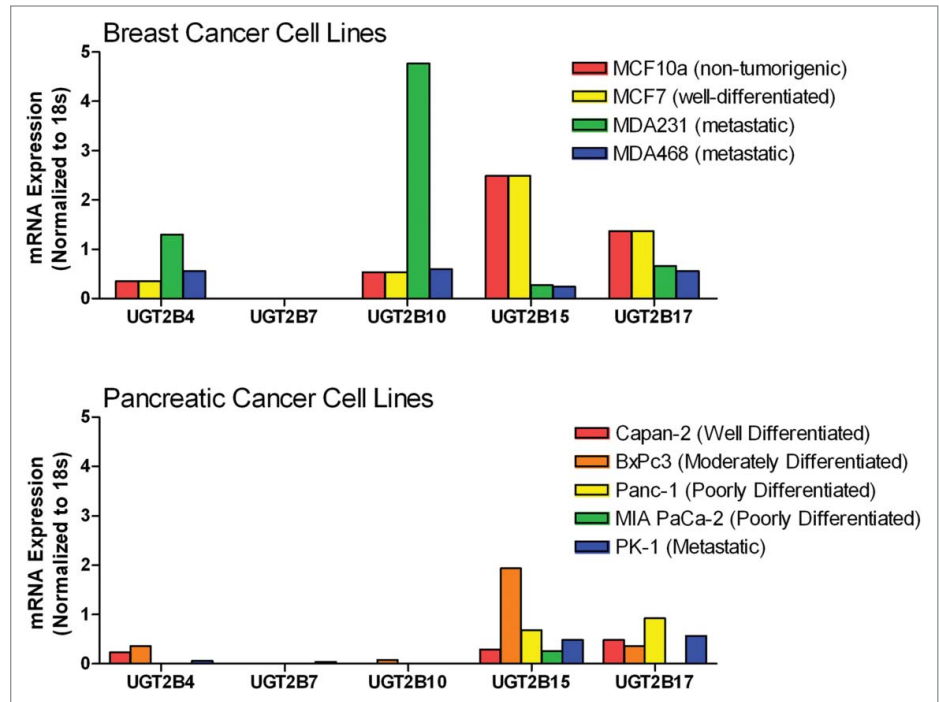 Breast Cancer Cell Lines
mRNA Expression
(Normalized to 18s)
5
4
3
2
1
0
MCF10a (non-tumorigenic)
MCF7 (well-differentiated)
MDA231 (metastatic)
MDA468 (metastatic)
UGT2B4 UGT2B7 UGT2B10 UGT2B15 UGT2B17
Pancreatic Cancer Cell Lines
mRNA Expression
(Normalized to 18s)
5
4
3
2
1
0
Capan-2 (Well Differentiated)
BxPc3 (Moderately Differentiated)
Panc-1 (Poorly Differentiated)
MIA PaCa-2 (Poorly Differentiated)
PK-1 (Metastatic)
UGT2B4 UGT2B7 UGT2B10 UGT2B15 UGT2B17